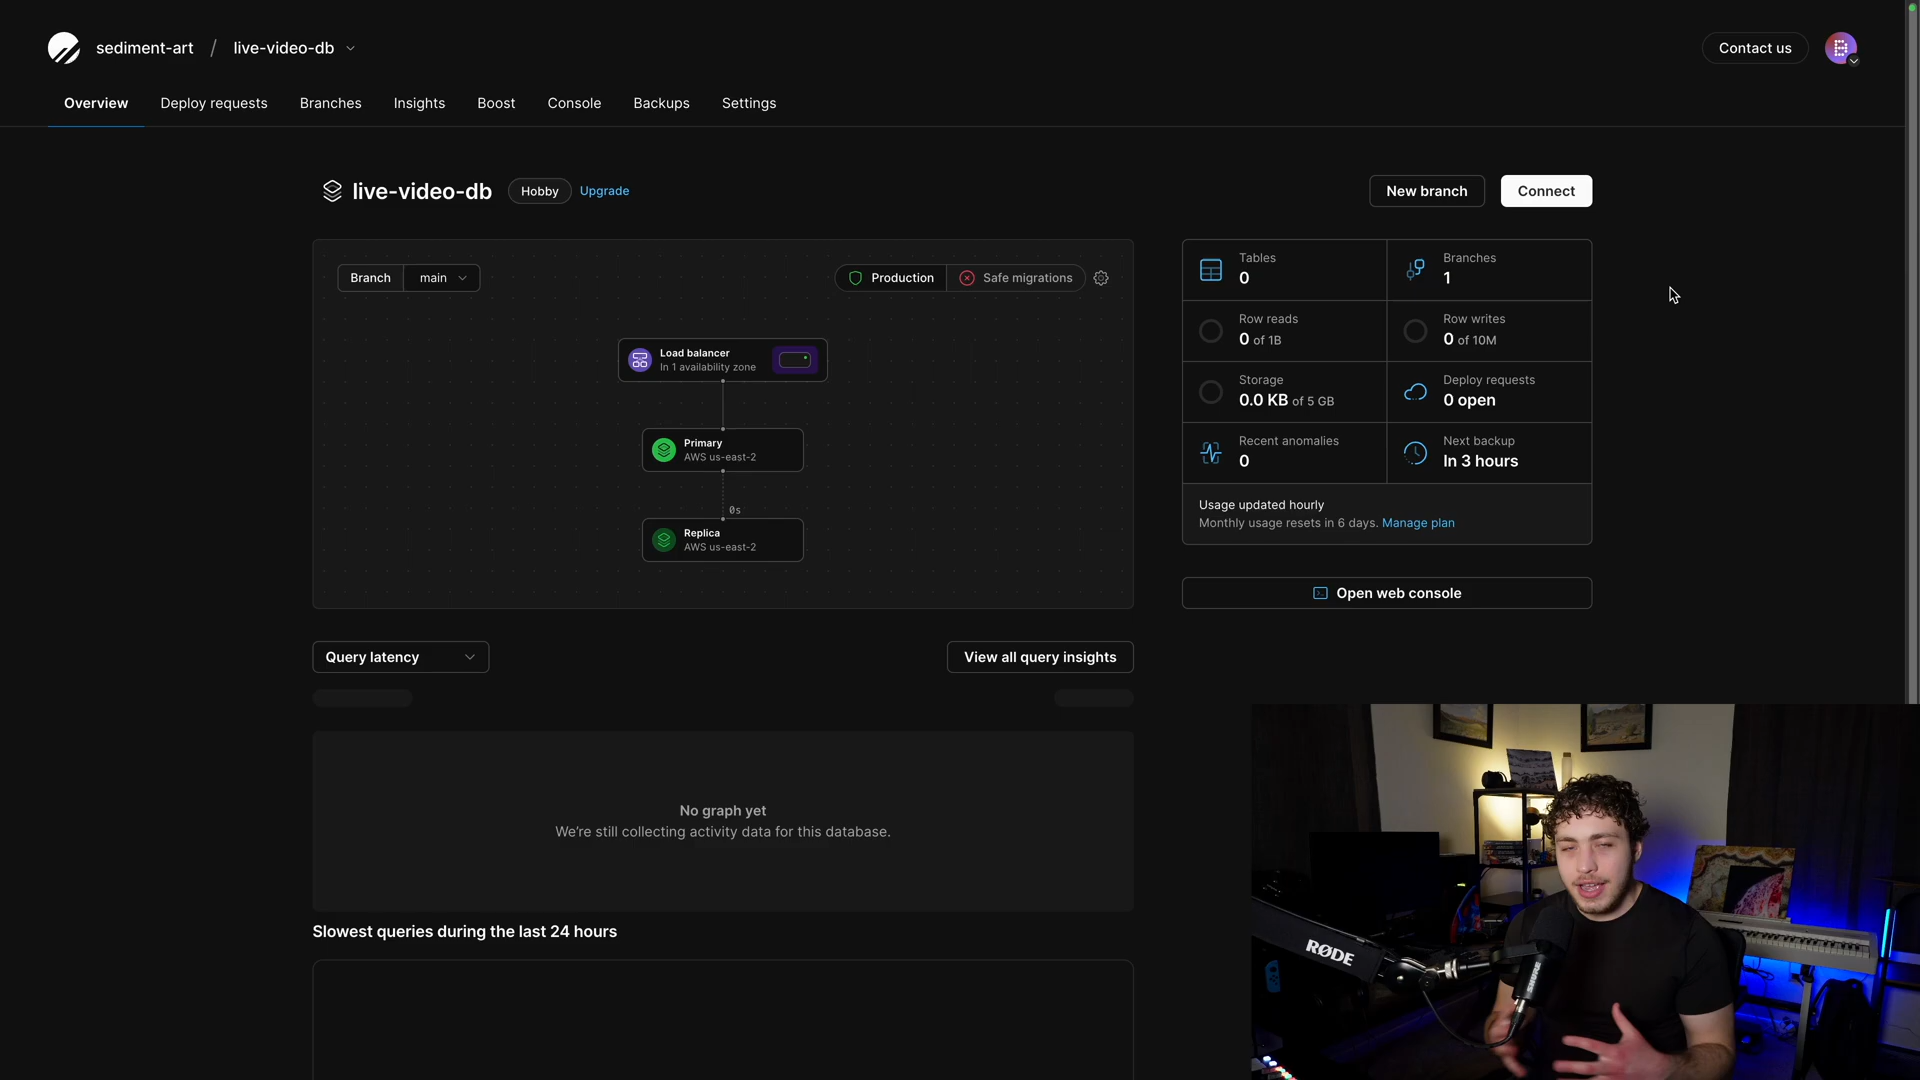 sediment-art / live-video-db
Contact us
Overview Deploy requests Branches Insights Boost Console Backups Settings
live-video-db Hobby Upgrade
New branch Connect
Branch main
Production Safe migrations
Load balancer
In 1 availability zone
Primary
AWS us-east-2
0s
Replica
AWS us-east-2
Tables
0
Branches
1
Row reads
0 of 1B
Row writes
0 of 10M
Storage
0.0 KB of 5 GB
Deploy requests
0 open
Recent anomalies
0
Next backup
In 3 hours
Usage updated hourly
Monthly usage resets in 6 days. Manage plan
Open web console
Query latency
View all query insights
No graph yet
We're still collecting activity data for this database.
Slowest queries during the last 24 hours
RØDE
SHURE